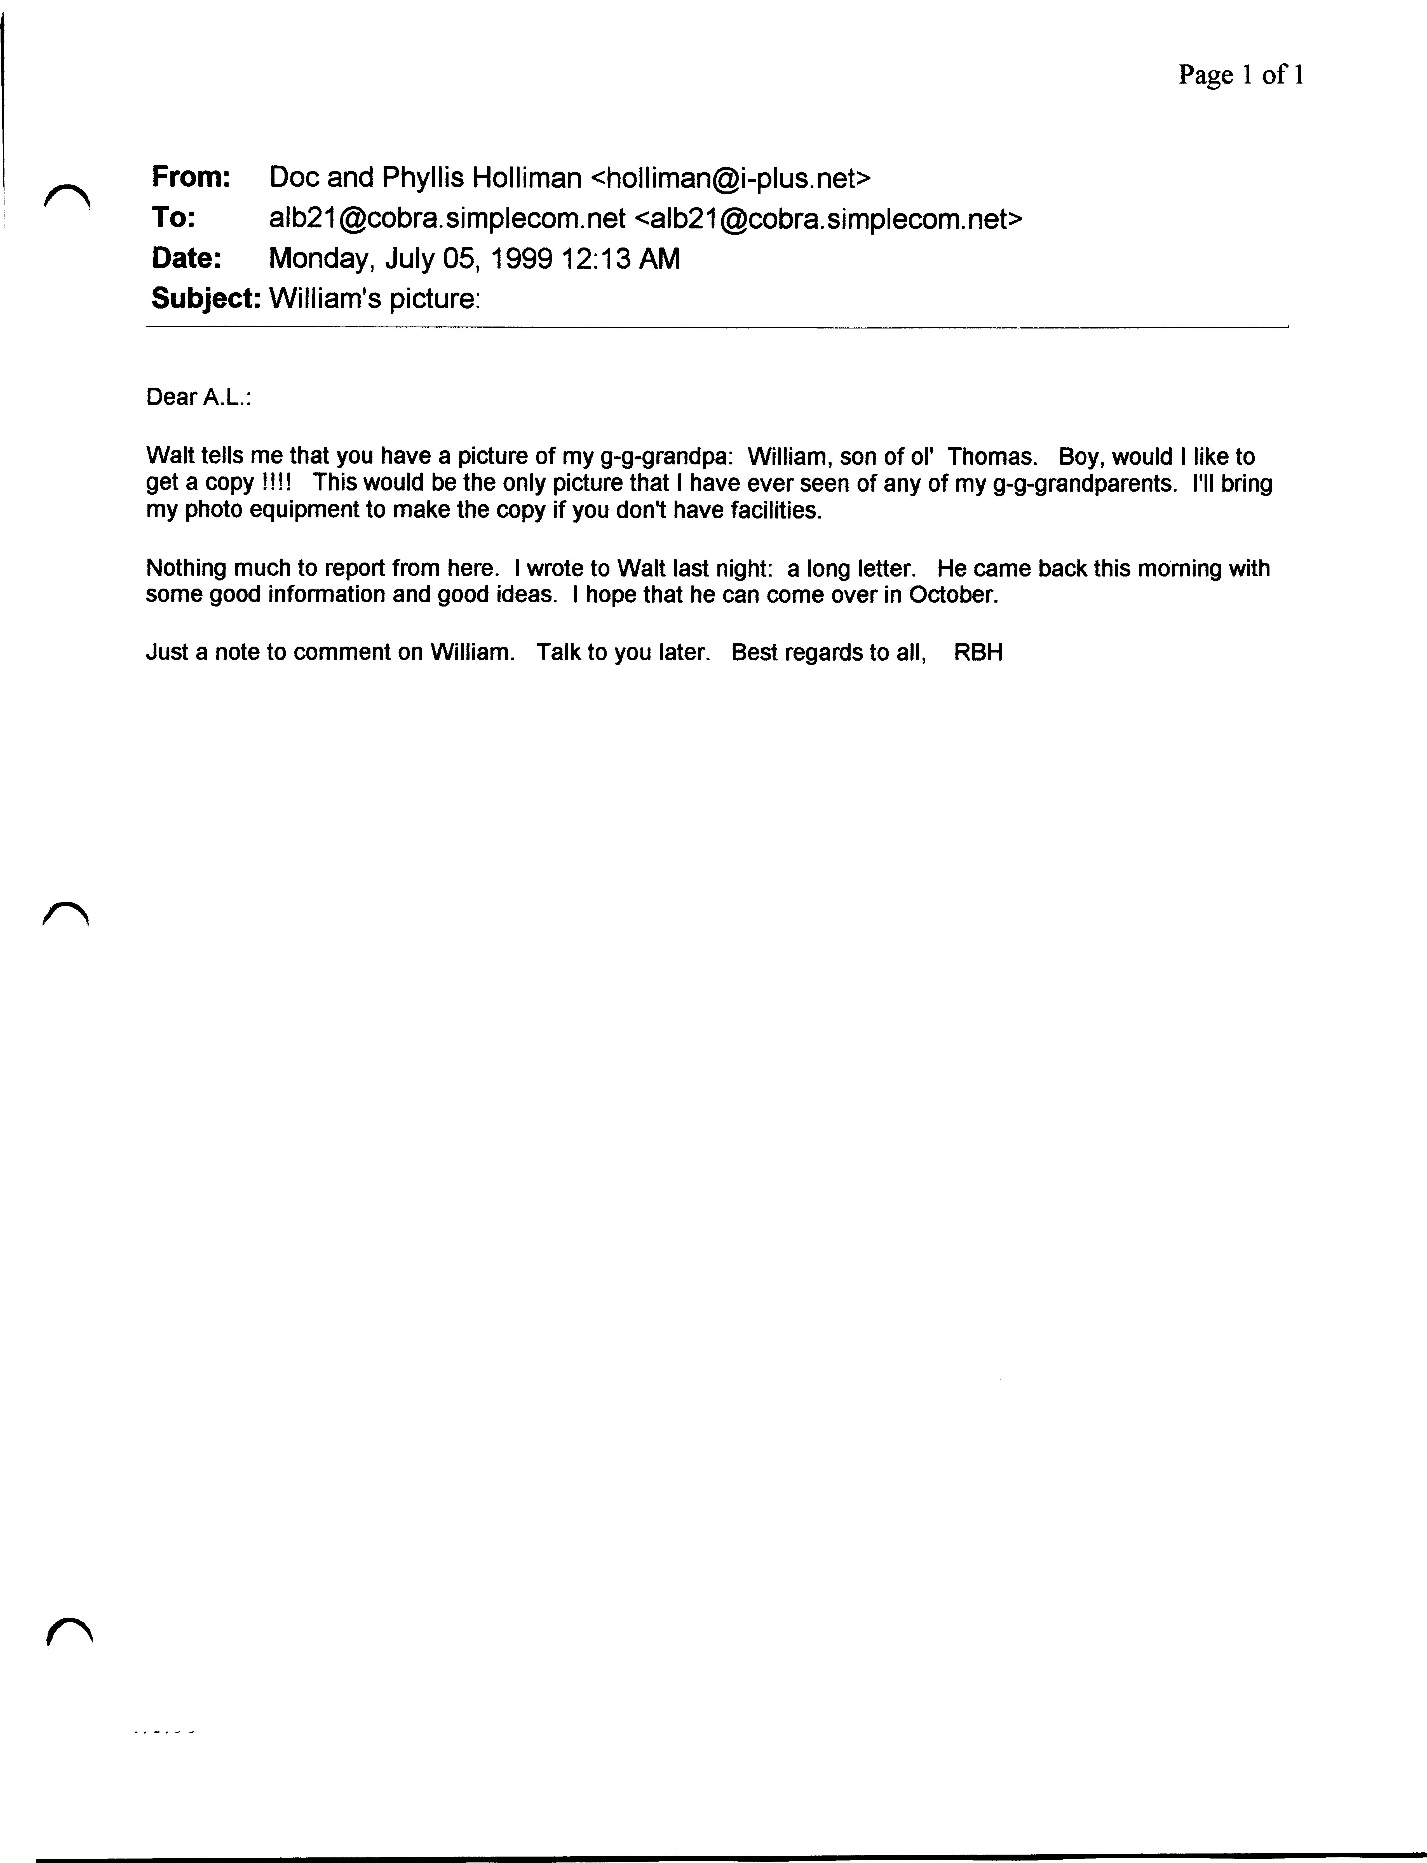 Page 1 of 1
From: Doc and Phyllis Holliman <holliman@i-plus.net>
To: alb21@cobra.simplecom.net <alb21@cobra.simplecom.net>
Date: Monday, July 05, 1999 12:13 AM
Subject: William's picture:
Dear A.L.:
Walt tells me that you have a picture of my g-g-grandpa: William, son of ol' Thomas. Boy, would I like to
get a copy !!!! This would be the only picture that I have ever seen of any of my g-g-grandparents. I'll bring
my photo equipment to make the copy if you don't have facilities.
Nothing much to report from here. I wrote to Walt last night: a long letter. He came back this morning with
some good information and good ideas. I hope that he can come over in October.
Just a note to comment on William. Talk to you later. Best regards to all, RBH